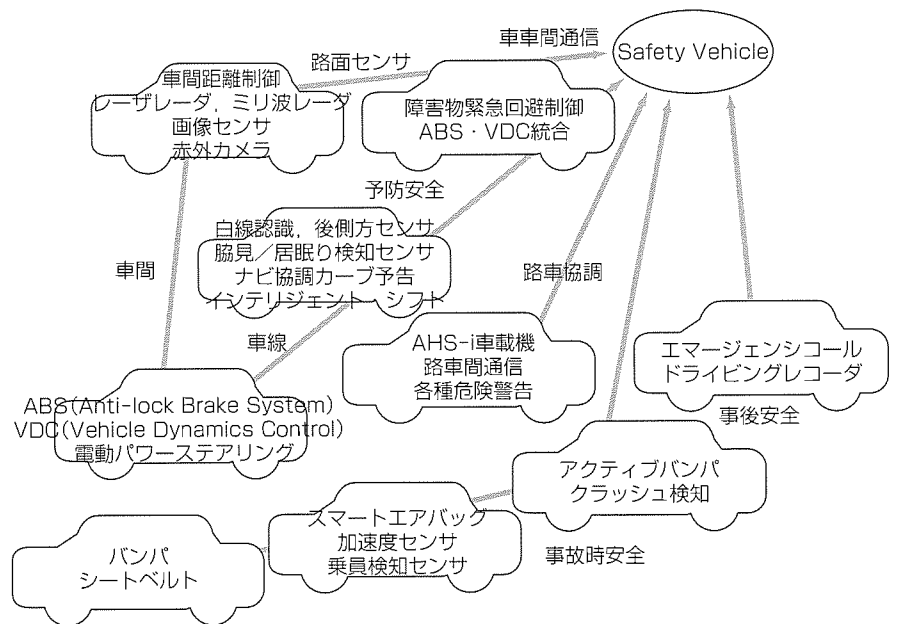 車車間通信
Safety Vehicle
路面センサ
車間距離制御
レーザレーダ，ミリ波レーダ
画像センサ
赤外カメラ
障害物緊急回避制御
ABS・VDC統合
予防安全
白線認識，後側方センサ
脇見／居眠り検知センサ
ナビ協調カーブ予告
インテリジェント　シフト
車間
路車協調
車線
AHS-i車載機
路車間通信
各種危険警告
エマージェンシコール
ドライビングレコーダ
事後安全
ABS(Anti-lock Brake System)
VDC(Vehicle Dynamics Control)
電動パワーステアリング
アクティブバンパ
クラッシュ検知
事故時安全
スマートエアバッグ
加速度センサ
乗員検知センサ
バンパ
シートベルト